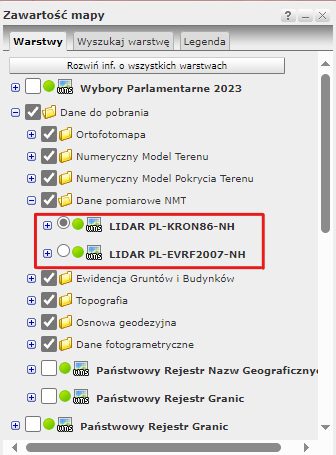 Zawartość mapy
Warstwy Wyszukaj warstwę Legenda
Rozwiń inf. o wszystkich warstwach
WMS Wybory Parlamentarne 2023
Dane do pobrania
Ortofotomapa
Numeryczny Model Terenu
Numeryczny Model Pokrycia Terenu
Dane pomiarowe NMT
WMS LIDAR PL-KRON86-NH
WMS LIDAR PL-EVRF2007-NH
Ewidencja Gruntów i Budynków
Topografia
Osnowa geodezyjna
Dane fotogrametryczne
WMS Państwowy Rejestr Nazw Geograficznyc
WMS Państwowy Rejestr Granic
WMS Państwowy Rejestr Granic